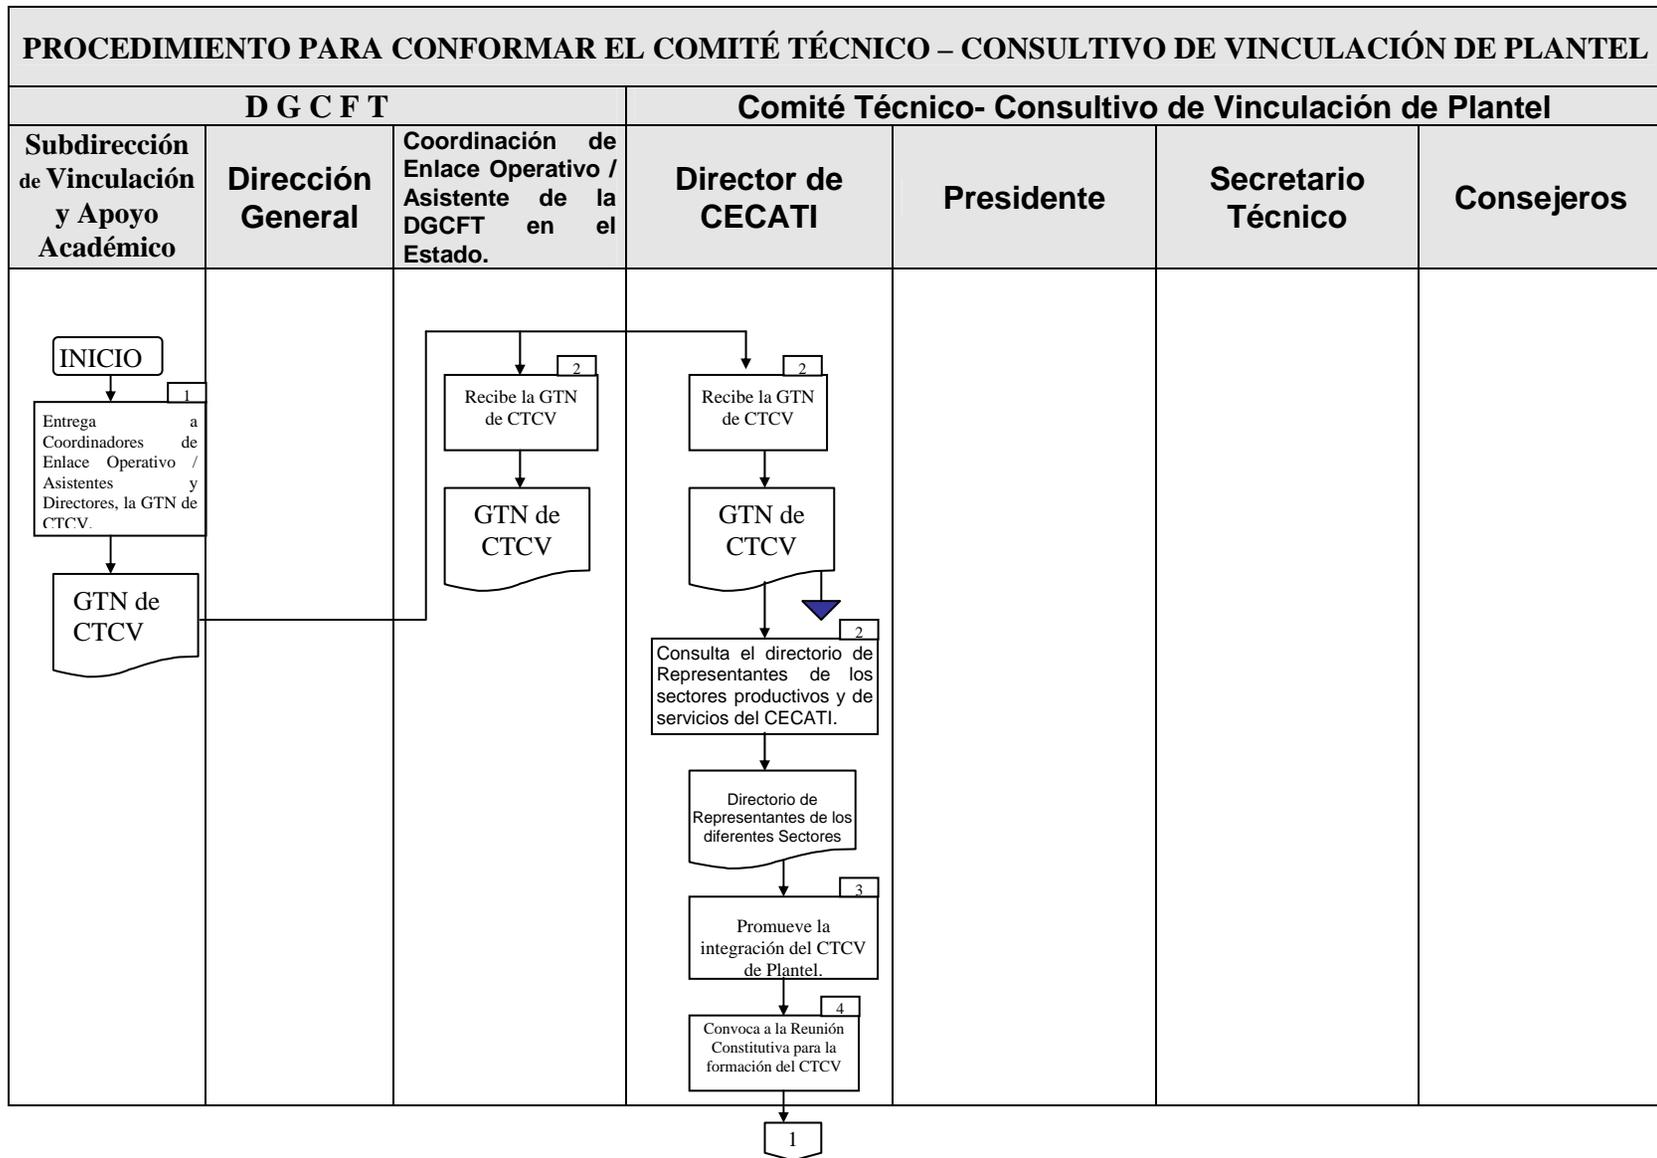 PROCEDIMIENTO PARA CONFORMAR EL COMITÉ TÉCNICO – CONSULTIVO DE VINCULACIÓN DE PLANTEL
D G C F T
Comité Técnico- Consultivo de Vinculación de Plantel
Subdirección
de Vinculación
y Apoyo
Académico
Dirección
General
Coordinación de
Enlace Operativo /
Asistente de la
DGCFT en el
Estado.
Director de
CECATI
Presidente
Secretario
Técnico
Consejeros
INICIO
1
Entrega a
Coordinadores de
Enlace Operativo /
Asistentes y
Directores, la GTN de
CTCV.
GTN de
CTCV
2
Recibe la GTN
de CTCV
GTN de
CTCV
2
Recibe la GTN
de CTCV
GTN de
CTCV
2
Consulta el directorio de
Representantes de los
sectores productivos y de
servicios del CECATI.
Directorio de
Representantes de los
diferentes Sectores
3
Promueve la
integración del CTCV
de Plantel.
4
Convoca a la Reunión
Constitutiva para la
formación del CTCV
1